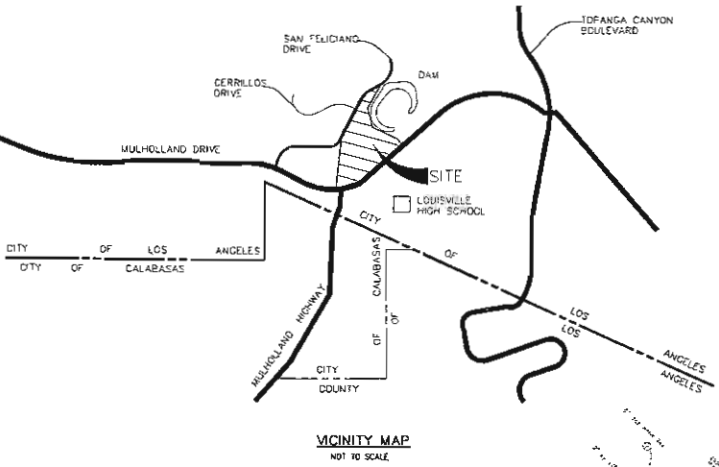 TOPANGA CANYON
BOULEVARD
SAN FELICIANO
DRIVE
DAM
CERRILLOS
DRIVE
MULHOLLAND DRIVE
SITE
LOUISVILLE
HIGH SCHOOL
CITY OF LOS ANGELES
CITY OF CALABASAS
CITY OF LOS ANGELES
LOS ANGELES
CALABASAS
OF
OF
MULHOLLAND HIGHWAY
CITY
COUNTY
VICINITY MAP
NOT TO SCALE